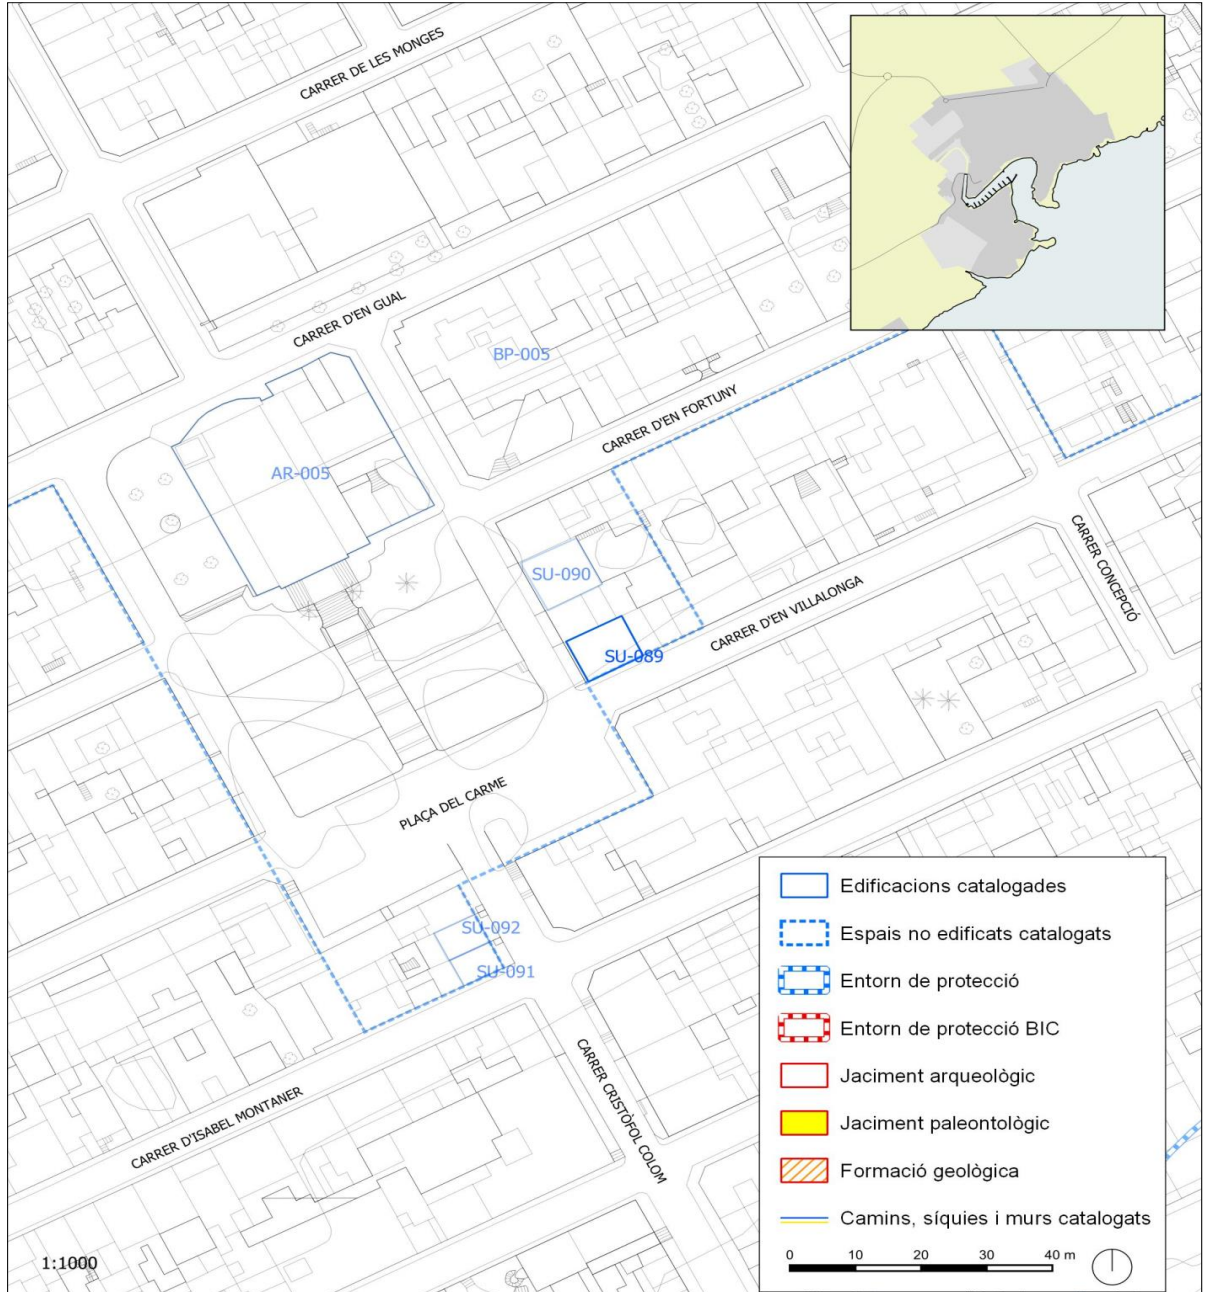 CARRER DE LES MONGES
CARRER D'EN GUAL
BP-005
CARRER D'EN FORTUNY
AR-005
CARRER CONCEPCIÓ
SU-090
CARRER D'EN VILLALONGA
SU-089
PLAÇA DEL CARME
SU-092
SU-091
CARRER D'ISABEL MONTANER
CARRER CRISTÒFOL COLOM
Edificacions catalogades
Espais no edificats catalogats
Entorn de protecció
Entorn de protecció BIC
Jaciment arqueològic
Jaciment paleontològic
Formació geològica
Camins, síquies i murs catalogats
0 10 20 30 40 m
1:1000